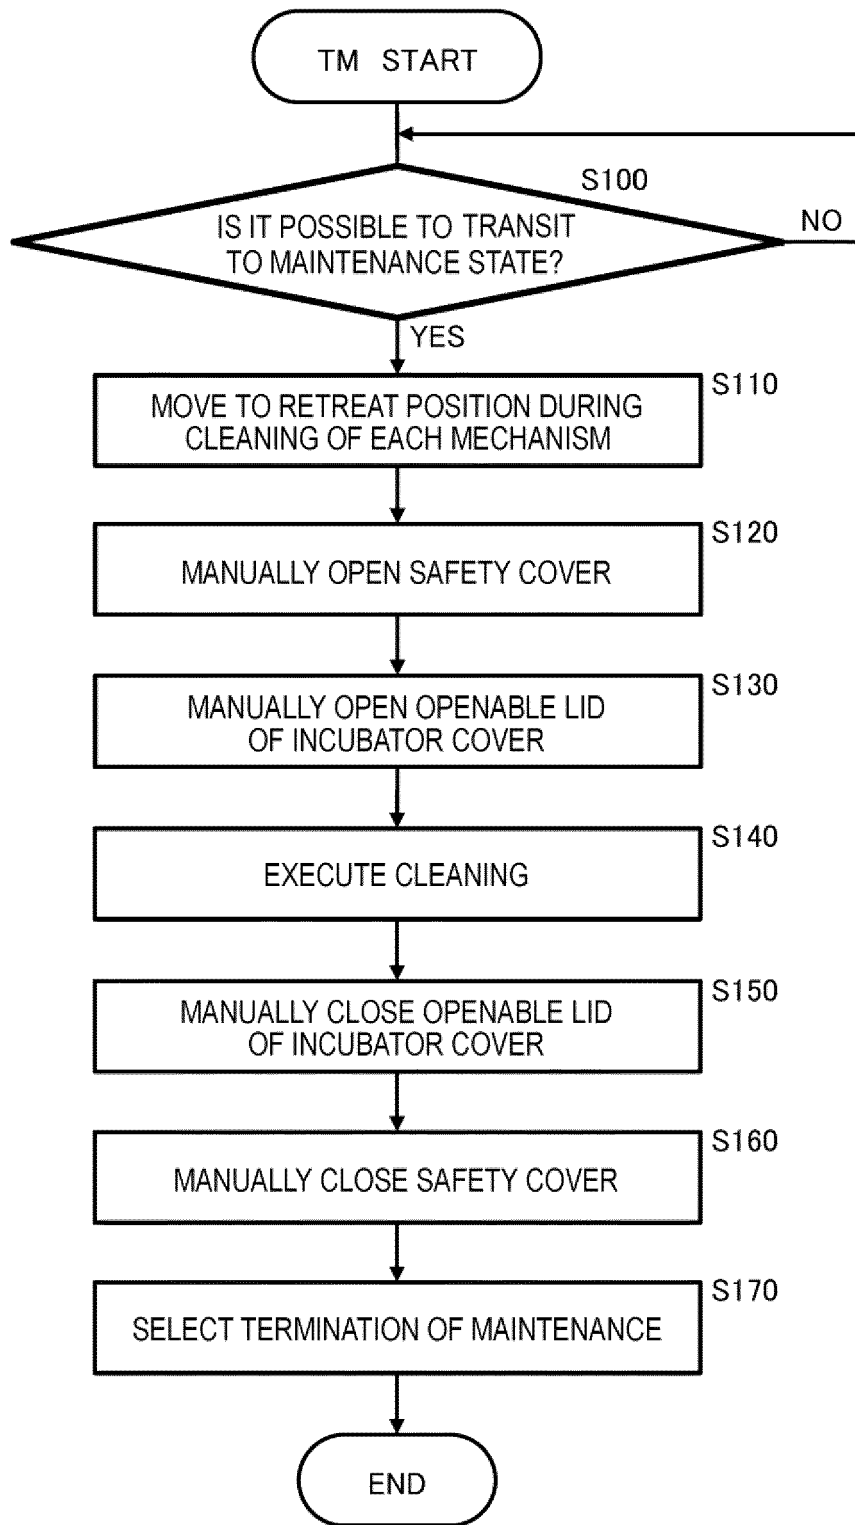 TM START
S100
IS IT POSSIBLE TO TRANSIT
TO MAINTENANCE STATE?
NO
YES
S110
MOVE TO RETREAT POSITION DURING
CLEANING OF EACH MECHANISM
S120
MANUALLY OPEN SAFETY COVER
S130
MANUALLY OPEN OPENABLE LID
OF INCUBATOR COVER
S140
EXECUTE CLEANING
S150
MANUALLY CLOSE OPENABLE LID
OF INCUBATOR COVER
S160
MANUALLY CLOSE SAFETY COVER
S170
SELECT TERMINATION OF MAINTENANCE
END